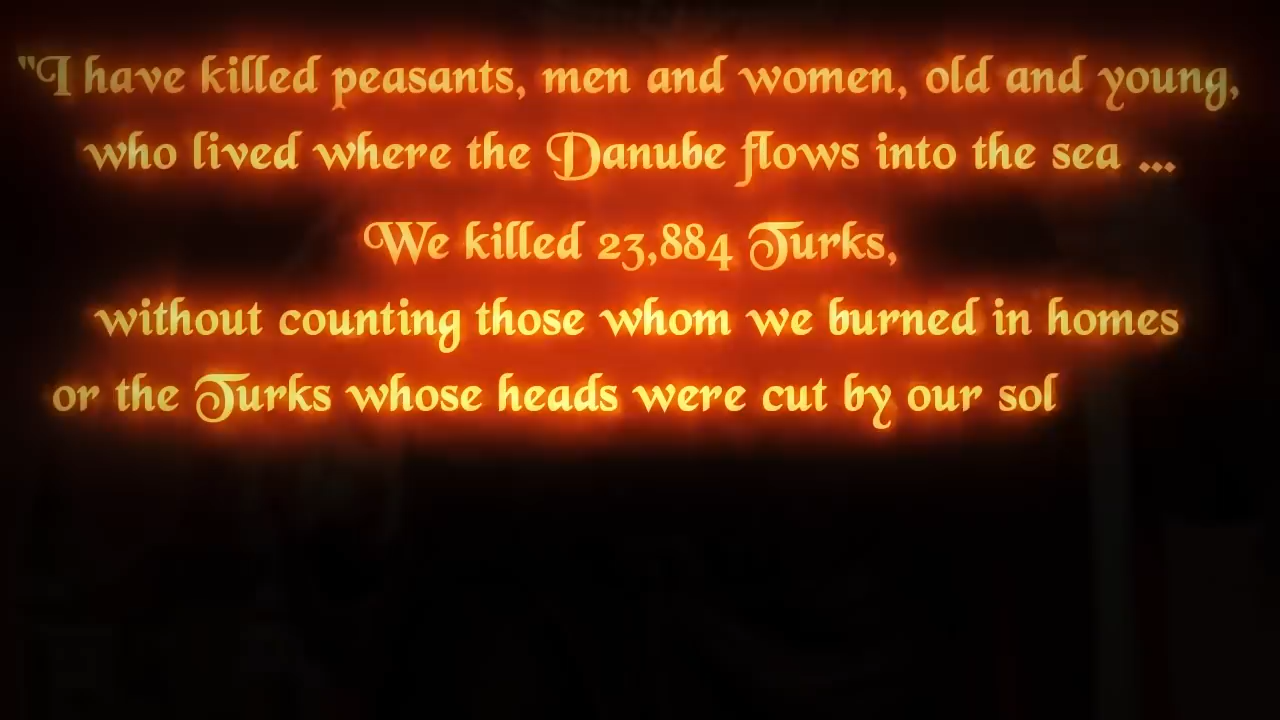 "I have killed peasants, men and women, old and young,
who lived where the Danube flows into the sea ...
We killed 23,884 Turks,
without counting those whom we burned in homes
or the Turks whose heads were cut by our sol